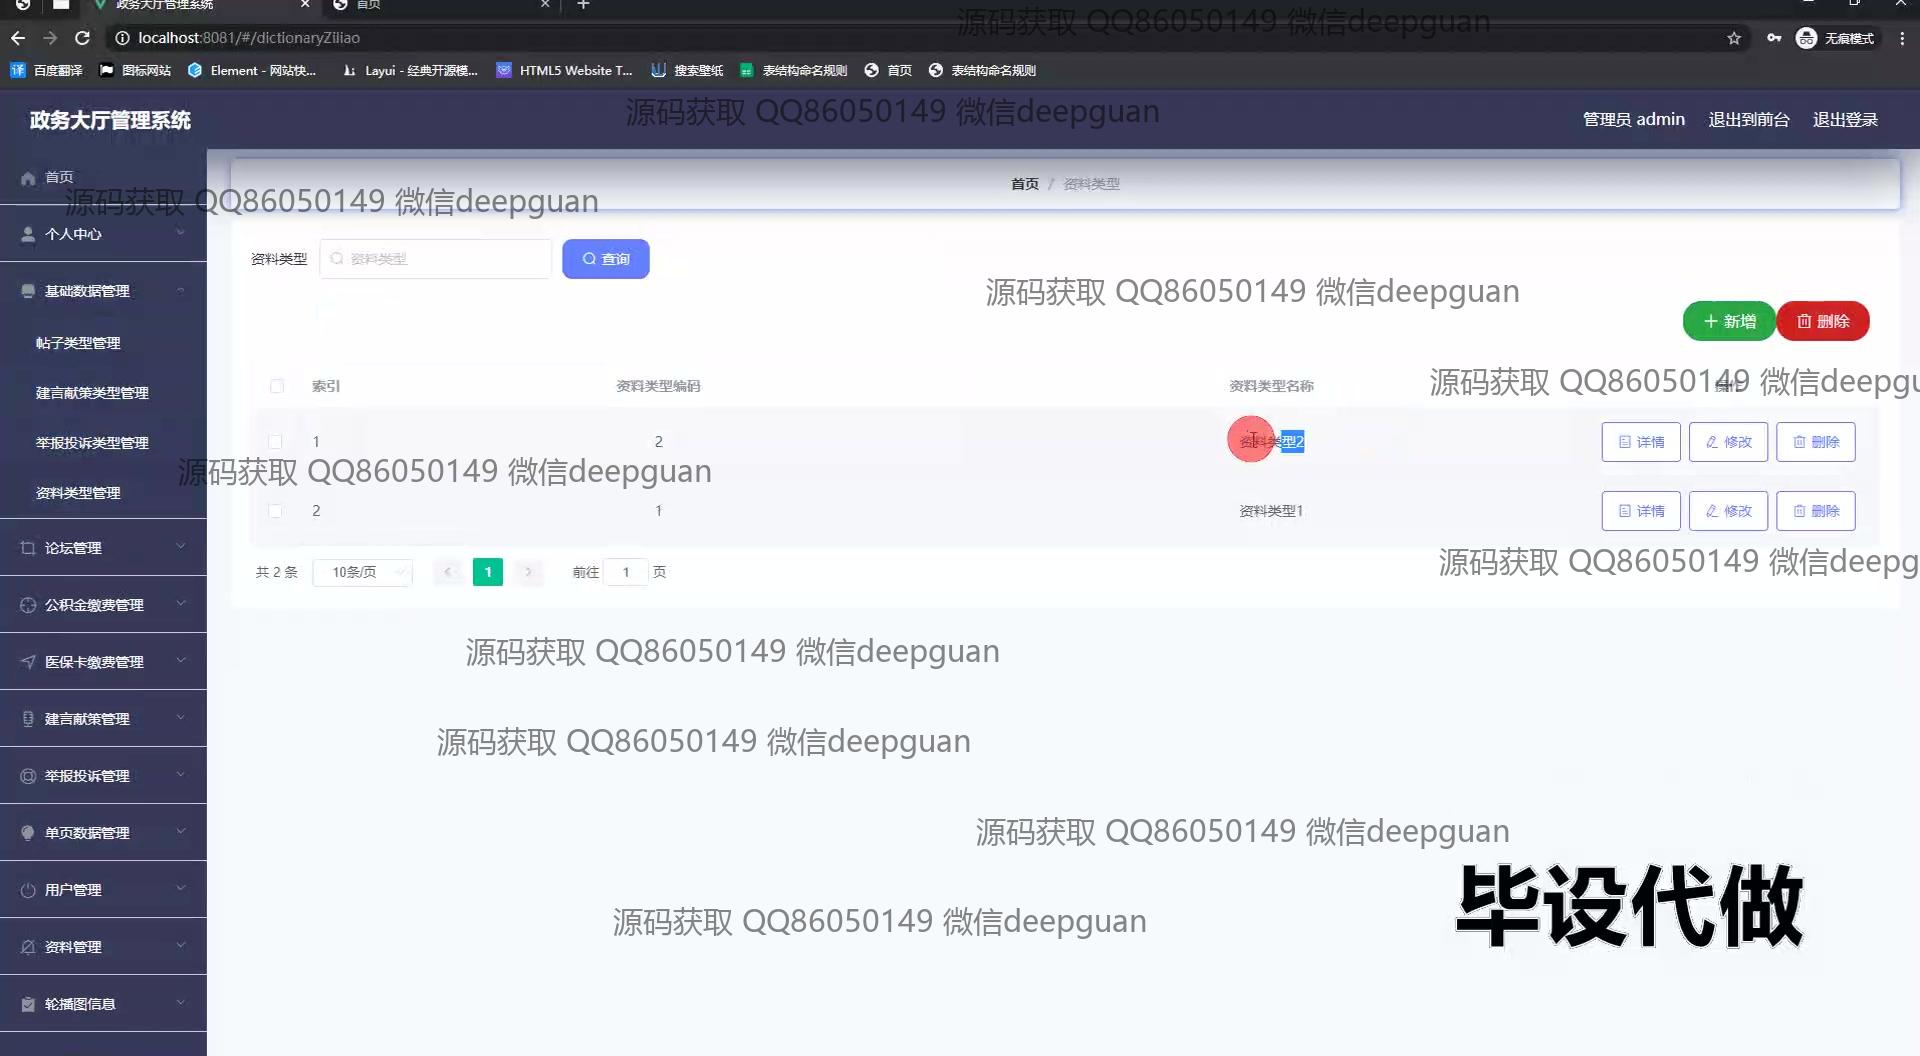 政务大厅管理系统
首页
localhost:8081/#/dictionaryZiliao
无痕模式
百度翻译
图标网站
Element - 网站快...
Layui - 经典开源模...
HTML5 Website T...
搜索壁纸
表结构命名规则
首页
表结构命名规则
源码获取 QQ86050149 微信deepguan
政务大厅管理系统
源码获取 QQ86050149 微信deepguan
管理员 admin
退出到前台
退出登录
首页
首页 / 资料类型
源码获取 QQ86050149 微信deepguan
个人中心
资料类型
资料类型
查询
基础数据管理
源码获取 QQ86050149 微信deepguan
新增
删除
帖子类型管理
建言献策类型管理
举报投诉类型管理
资料类型管理
索引
资料类型编码
资料类型名称
操作
源码获取 QQ86050149 微信deepgu
1
2
资料类型2
详情
修改
删除
源码获取 QQ86050149 微信deepguan
2
1
资料类型1
详情
修改
删除
论坛管理
共 2 条
10条/页
1
前往
1
页
源码获取 QQ86050149 微信deepg
公积金缴费管理
医保卡缴费管理
源码获取 QQ86050149 微信deepguan
建言献策管理
源码获取 QQ86050149 微信deepguan
举报投诉管理
单页数据管理
源码获取 QQ86050149 微信deepguan
用户管理
毕设代做
源码获取 QQ86050149 微信deepguan
资料管理
轮播图信息